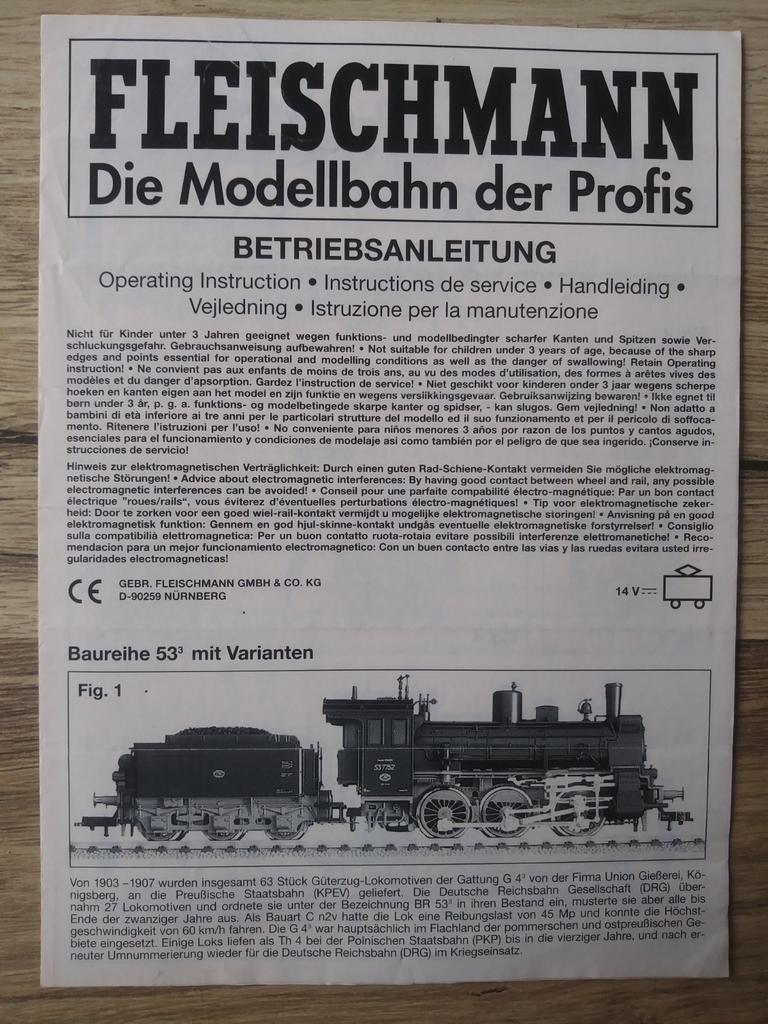 FLEISCHMANN
Die Modellbahn der Profis
BETRIEBSANLEITUNG
Operating Instruction • Instructions de service • Handleiding •
Vejledning • Istruzione per la manutenzione
Nicht für Kinder unter 3 Jahren geeignet wegen funktions- und modellbedingter scharfer Kanten und Spitzen sowie Ver-
schluckungsgefahr. Gebrauchsanweisung aufbewahren! • Not suitable for children under 3 years of age, because of the sharp
edges and points essential for operational and modelling conditions as well as the danger of swallowing! Retain Operating
instruction! • Ne convient pas aux enfants de moins de trois ans, au vu des modes d'utilisation, des formes à arêtes vives des
modèles et du danger d'apsorption. Gardez l'instruction de service! • Niet geschikt voor kinderen onder 3 jaar wegens scherpe
hoeken en kanten eigen aan het model en zijn funktie en wegens versiikkingsgevaar. Gebruiksanwijzing bewaren! • Ikke egnet til
børn under 3 år, p. g. a. funktions- og modelbetingede skarpe kanter og spidser, - kan slugos. Gem vejledning! • Non adatto a
bambini di età inferiore ai tre anni per le particolari strutture del modello ed il suo funzionamento et per il pericolo di soffoca-
mento. Ritenere l'istruzioni per l'uso! • No conveniente para niños menores 3 años por razon de los puntos y cantos agudos,
esenciales para el funcionamiento y condiciones de modelaje asi como también por el peligro de que sea ingerido. ¡Conserve in-
strucciones de servicio!
Hinweis zur elektromagnetischen Verträglichkeit: Durch einen guten Rad-Schiene-Kontakt vermeiden Sie mögliche elektromag-
netische Störungen! • Advice about electromagnetic interferences: By having good contact between wheel and rail, any possible
electromagnetic interferences can be avoided! • Conseil pour une parfaite compabilité électro-magnétique: Par un bon contact
électrique "roues/rails", vous éviterez d'éventuelles perturbations électro-magnétiques! • Tip voor elektromagnetische zeker-
heid: Door te zorken voor een goed wiel-rail-kontakt vermijdt u mogelijke elektromagnetische storingen! • Anvisning på en good
elektromagnetisk funktion: Gennem en god hjul-skinne-kontakt undgås eventuelle elektromagnetiske forstyrrelser! • Consiglio
sulla compatibilià elettromagnetica: Per un buon contatto ruota-rotaia evitare possibili interferenze elettromanetiche! • Reco-
mendacion para un mejor funcionamiento electromagnetico: Con un buen contacto entre las vias y las ruedas evitara usted irre-
gularidades electromagneticas!
CE GEBR. FLEISCHMANN GMBH & CO. KG
D-90259 NÜRNBERG
14 V
Baureihe 53³ mit Varianten
Fig. 1
53 7752
Von 1903 –1907 wurden insgesamt 63 Stück Güterzug-Lokomotiven der Gattung G 4³ von der Firma Union Gießerei, Kö-
nigsberg, an die Preußische Staatsbahn (KPEV) geliefert. Die Deutsche Reichsbahn Gesellschaft (DRG) über-
nahm 27 Lokomotiven und ordnete sie unter der Bezeichnung BR 53³ in ihren Bestand ein, musterte sie aber alle bis
Ende der zwanziger Jahre aus. Als Bauart C n2v hatte die Lok eine Reibungslast von 45 Mp und konnte die Höchst-
geschwindigkeit von 60 km/h fahren. Die G 4³ war hauptsächlich im Flachland der pommerschen und ostpreußischen Ge-
biete eingesetzt. Einige Loks liefen als Th 4 bei der Polnischen Staatsbahn (PKP) bis in die vierziger Jahre, und nach er-
neuter Umnummerierung wieder für die Deutsche Reichsbahn (DRG) im Kriegseinsatz.